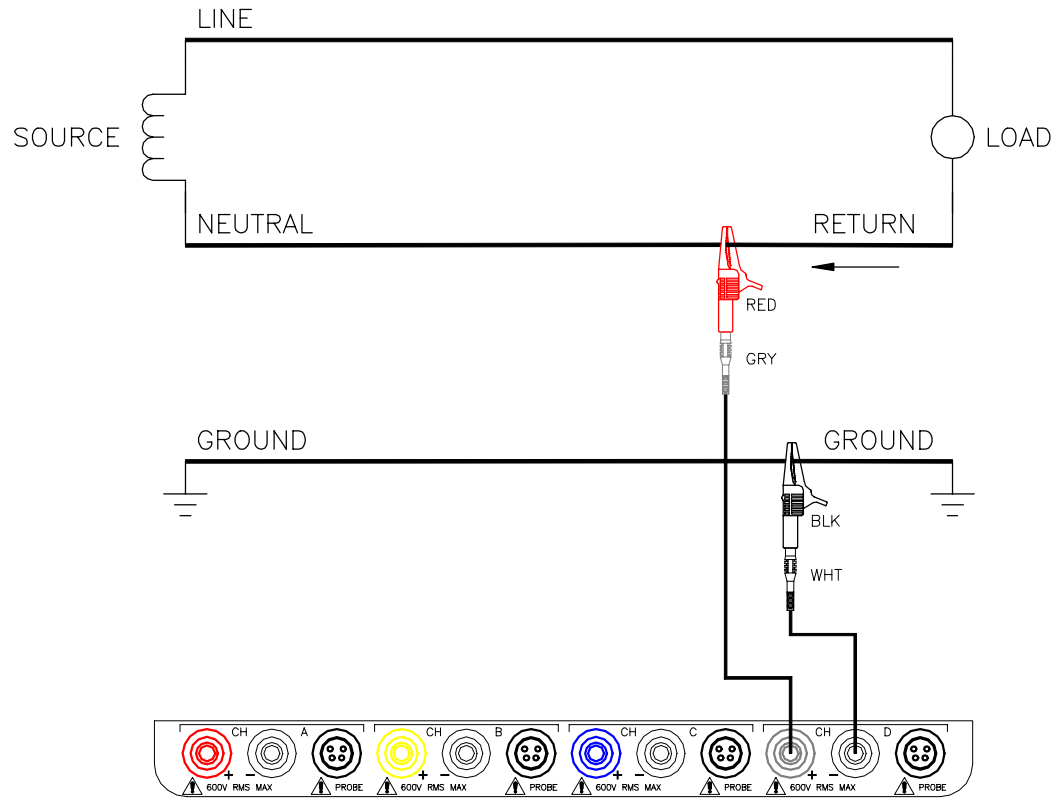 LINE
SOURCE
LOAD
NEUTRAL RETURN
RED
GRY
GROUND GROUND
BLK
WHT
CH A CH B CH C CH D
+ − + − + − + −
600V RMS MAX PROBE 600V RMS MAX PROBE 600V RMS MAX PROBE 600V RMS MAX PROBE